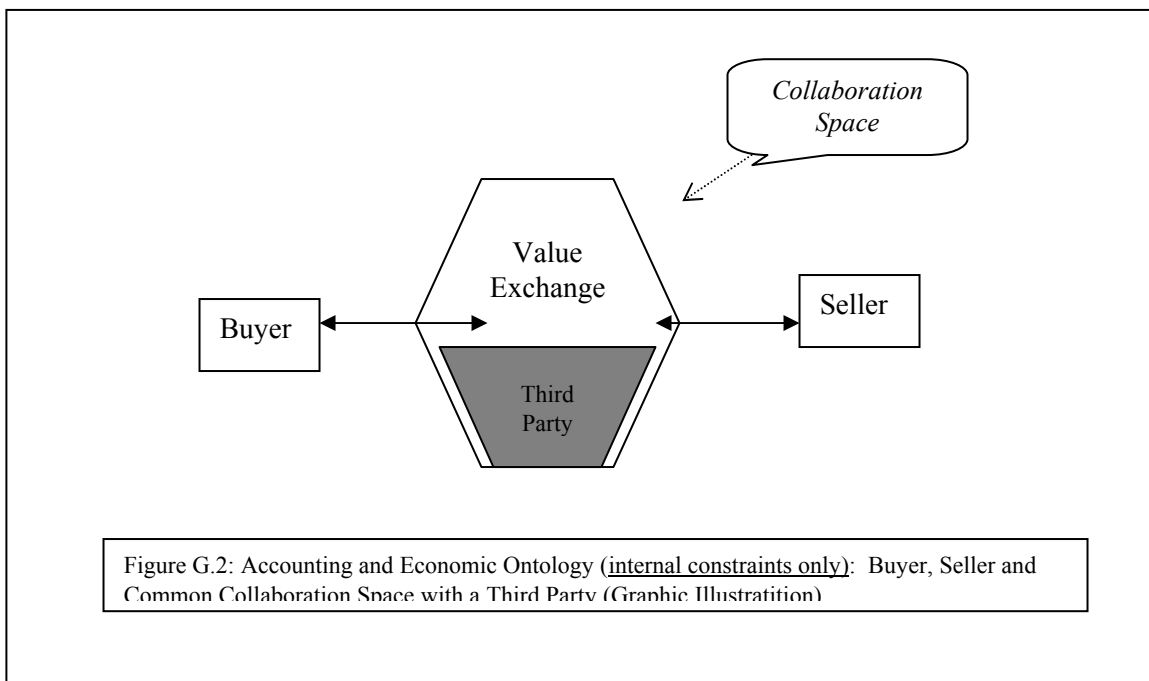 Collaboration
Space
Value
Exchange
Buyer
Seller
Third
Party
Figure G.2: Accounting and Economic Ontology (internal constraints only): Buyer, Seller and
Common Collaboration Space with a Third Party (Graphic Illustratition)